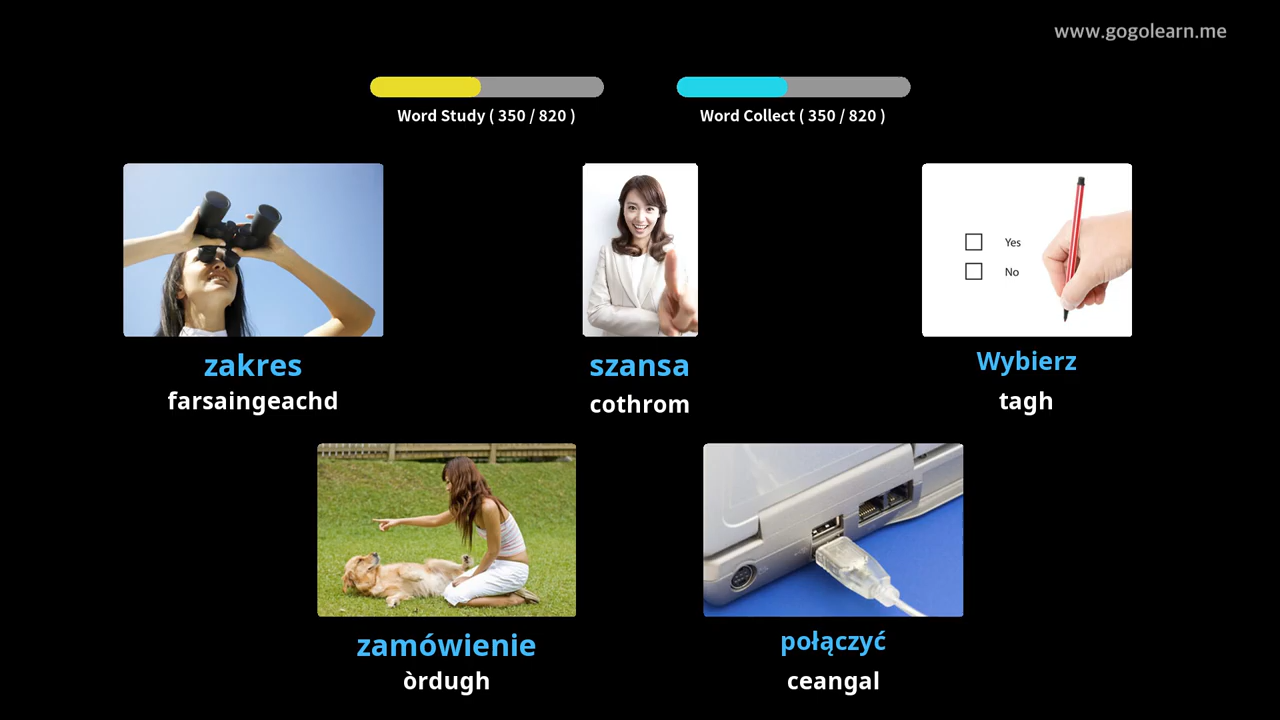 www.gogolearn.me
Word Study ( 350 / 820 )
Word Collect ( 350 / 820 )
Yes
No
zakres
farsaingeachd
szansa
cothrom
Wybierz
tagh
zamówienie
òrdugh
połączyć
ceangal